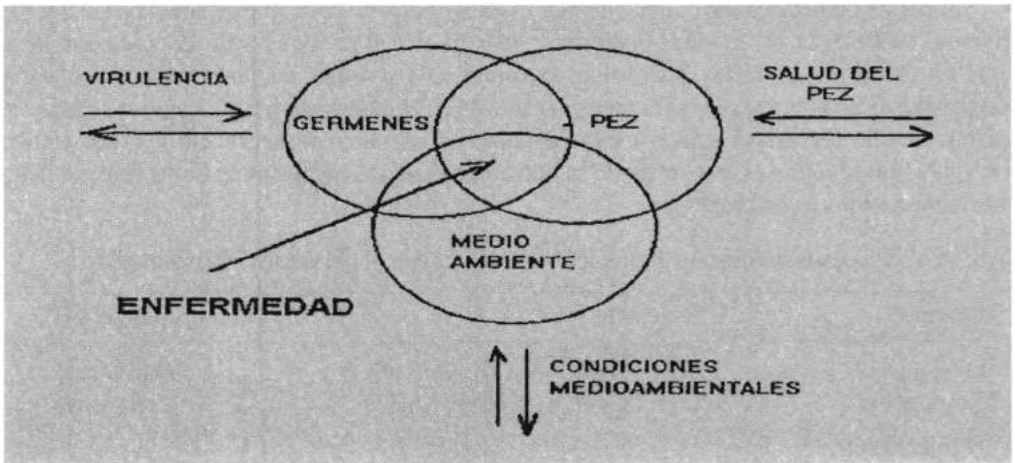 VIRULENCIA
SALUD DEL
PEZ
GERMENES
PEZ
MEDIO
AMBIENTE
ENFERMEDAD
CONDICIONES
MEDIOAMBIENTALES